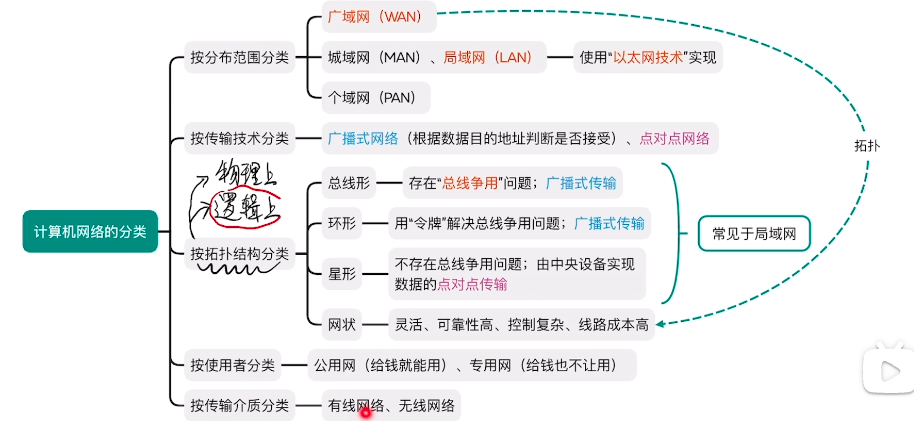 计算机网络的分类
按分布范围分类
广域网（WAN）
城域网（MAN）、局域网（LAN）
使用“以太网技术”实现
个域网（PAN）
按传输技术分类
广播式网络（根据数据目的地址判断是否接受）、点对点网络
拓扑
物理上
逻辑上
按拓扑结构分类
总线形
存在“总线争用”问题；广播式传输
环形
用“令牌”解决总线争用问题；广播式传输
星形
不存在总线争用问题；由中央设备实现
数据的点对点传输
网状
灵活、可靠性高、控制复杂、线路成本高
常见于局域网
按使用者分类
公用网（给钱就能用）、专用网（给钱也不让用）
按传输介质分类
有线网络、无线网络